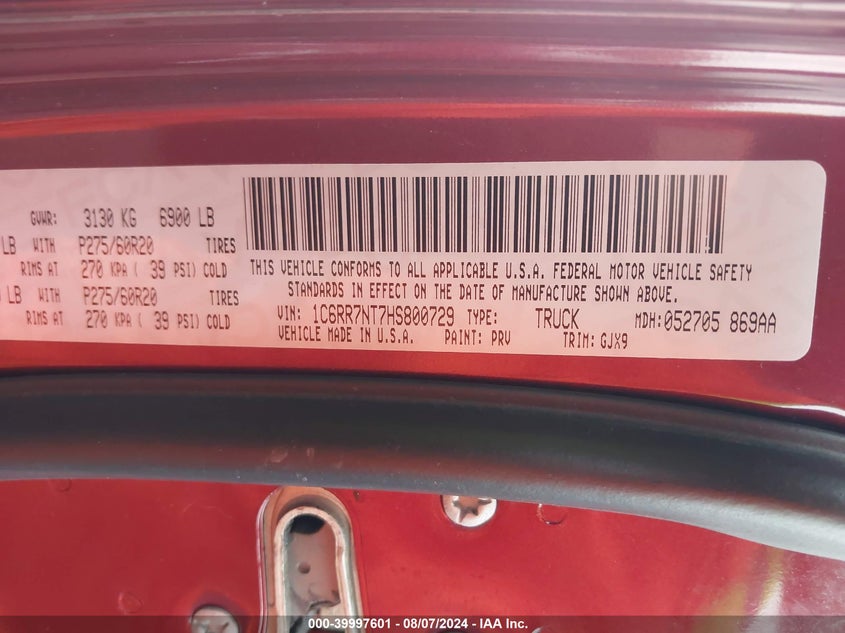 GVWR: 3130 KG 6900 LB
LB WITH P275/60R20 TIRES
RIMS AT 270 KPA ( 39 PSI) COLD
LB WITH P275/60R20 TIRES
RIMS AT 270 KPA ( 39 PSI) COLD
THIS VEHICLE CONFORMS TO ALL APPLICABLE U.S.A. FEDERAL MOTOR VEHICLE SAFETY
STANDARDS IN EFFECT ON THE DATE OF MANUFACTURE SHOWN ABOVE.
VIN: 1C6RR7NT7HS800729 TYPE: TRUCK MDH:052705 869AA
VEHICLE MADE IN U.S.A. PAINT: PRV TRIM: GJX9
000-39997601 - 08/07/2024 - IAA Inc.